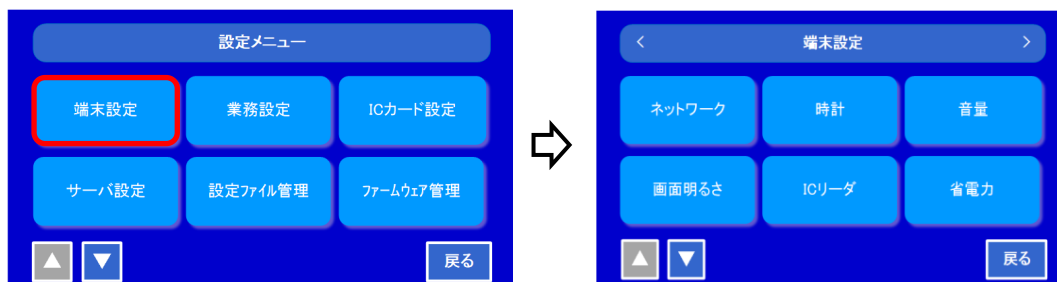 設定メニュー
端末設定
業務設定
ICカード設定
サーバ設定
設定ﾌｧｲﾙ管理
ﾌｧｰﾑｳｪｱ管理
▲
▼
戻る
<
端末設定
>
ネットワーク
時計
音量
画面明るさ
ICリーダ
省電力
▲
▼
戻る